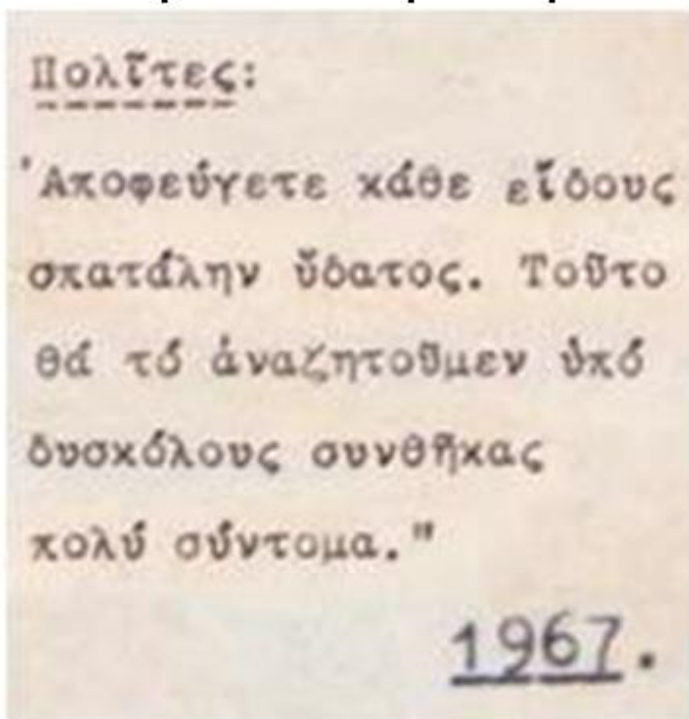 Πολῖτες:
'Αποφεύγετε κάθε εἴδους
σπατάλην ὕδατος. Τοῦτο
θά τό ἀναζητοῦμεν ὑπό
δυσκόλους συνθῆκας
πολύ σύντομα."
1967.